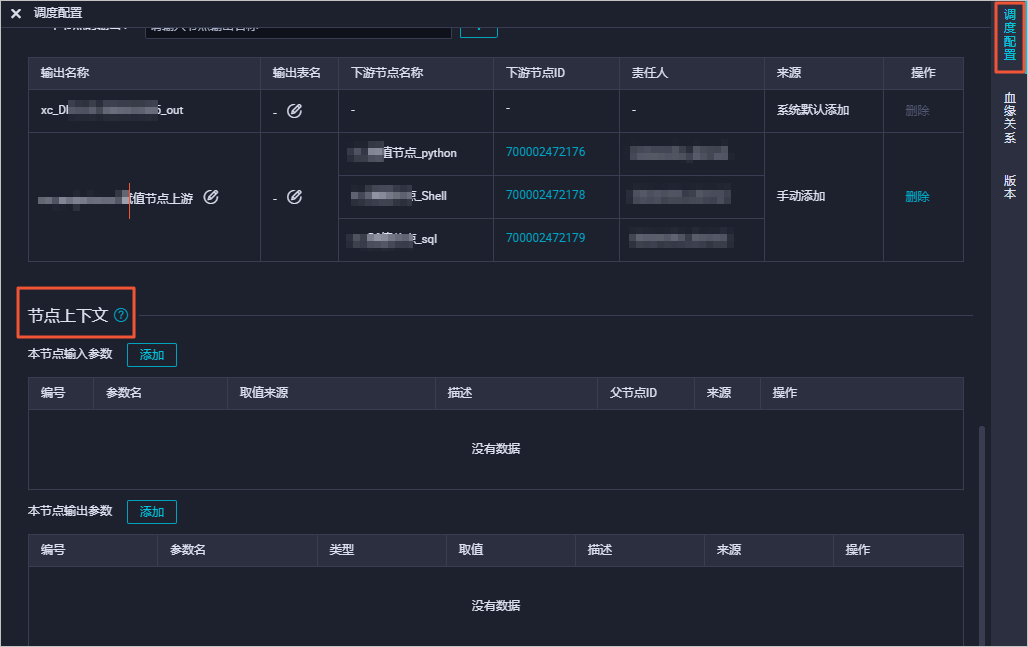 调度配置
输出名称 输出表名 下游节点名称 下游节点ID 责任人 来源 操作
xc_D _out - - - - 系统默认添加 删除
值节点_python 700002472176
值节点上游 - _Shell 700002472178 手动添加 删除
_sql 700002472179
节点上下文 ?
本节点输入参数 添加
编号 参数名 取值来源 描述 父节点ID 来源 操作
没有数据
本节点输出参数 添加
编号 参数名 类型 取值 描述 来源 操作
没有数据
调度配置
血缘关系
版本